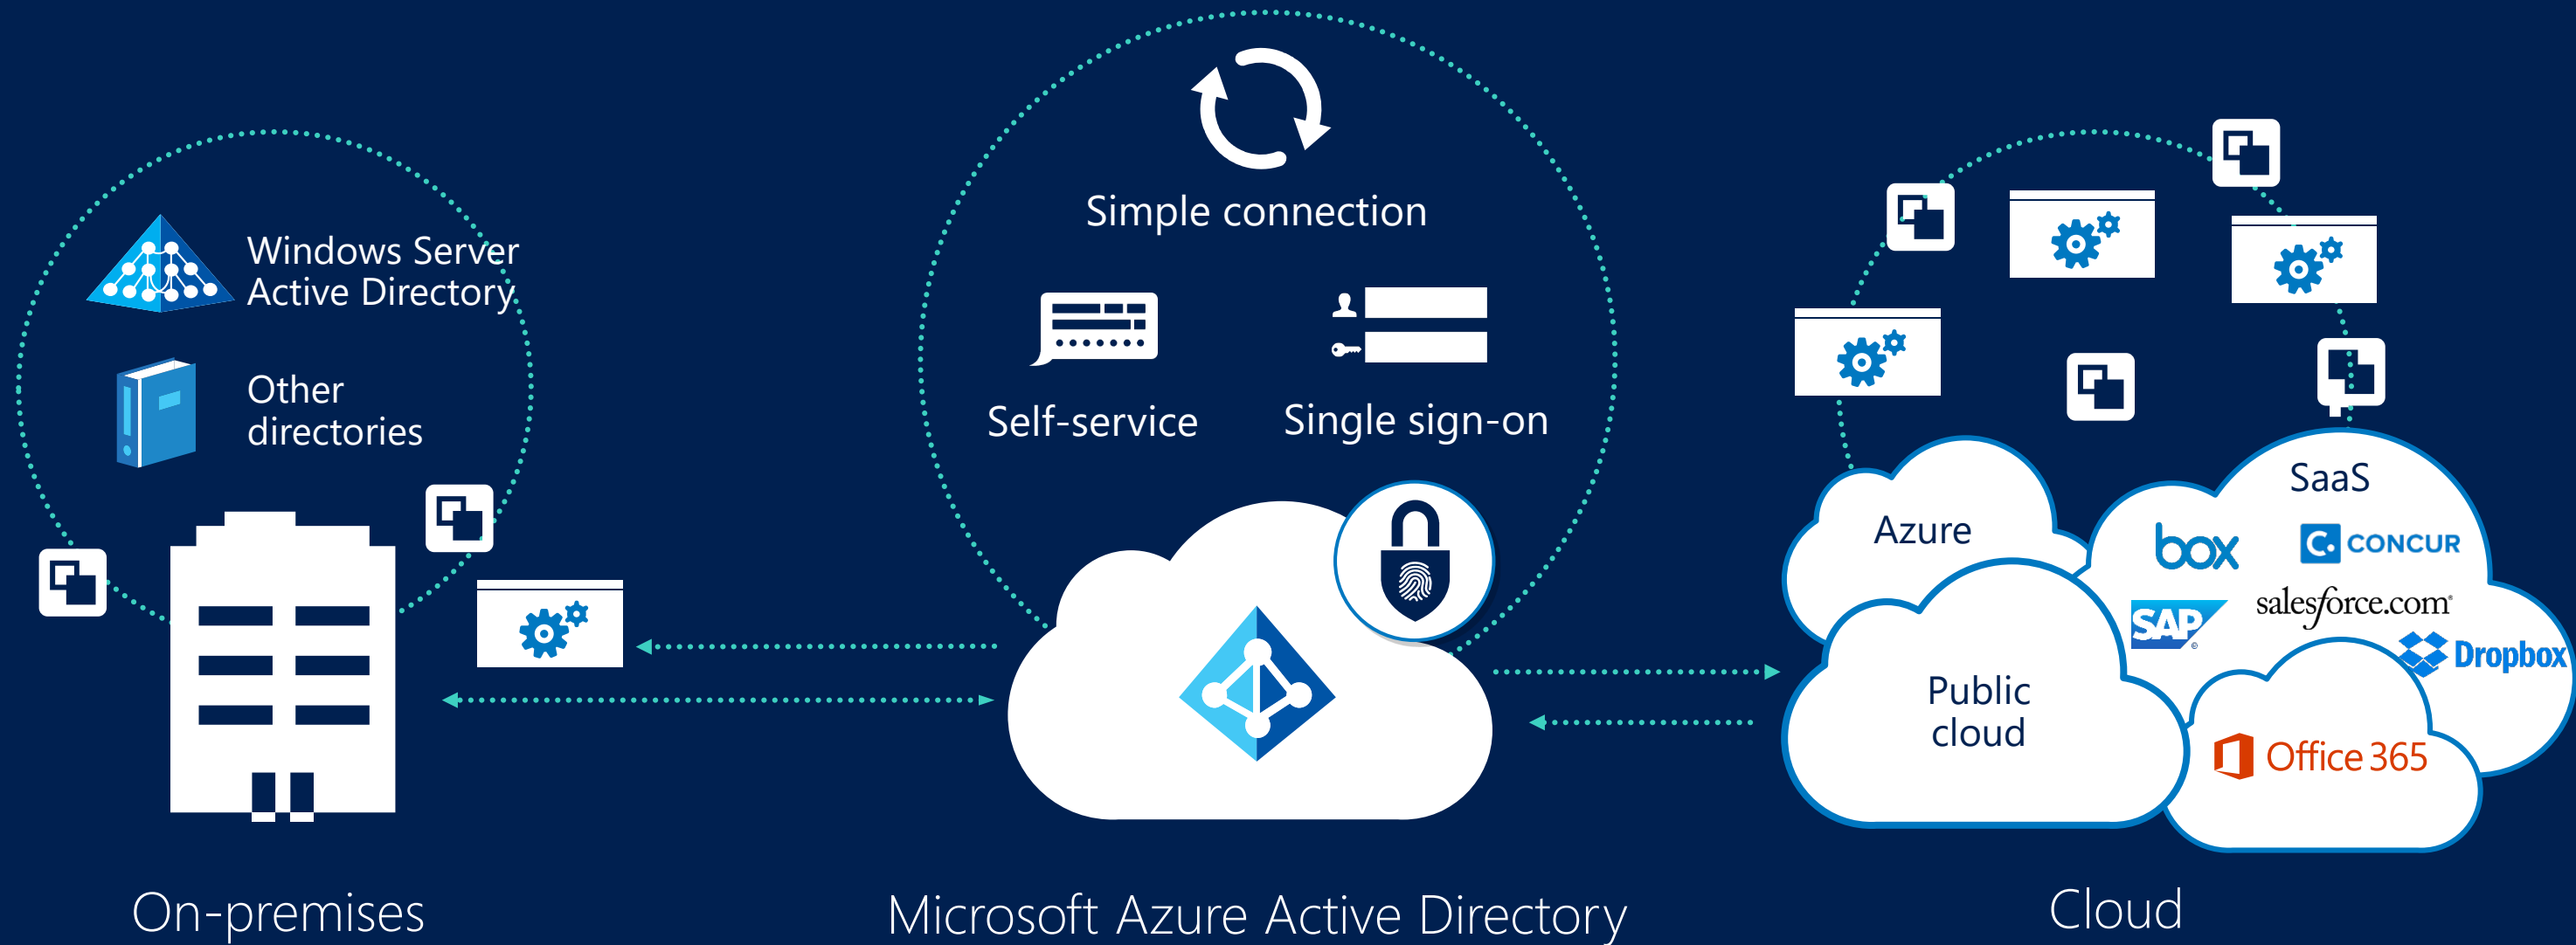 Windows Server
Active Directory
Other
directories
On-premises
Simple connection
Self-service
Single sign-on
Microsoft Azure Active Directory
SaaS
Azure
box
C. CONCUR
SAP
salesforce.com
Dropbox
Public
cloud
Office 365
Cloud